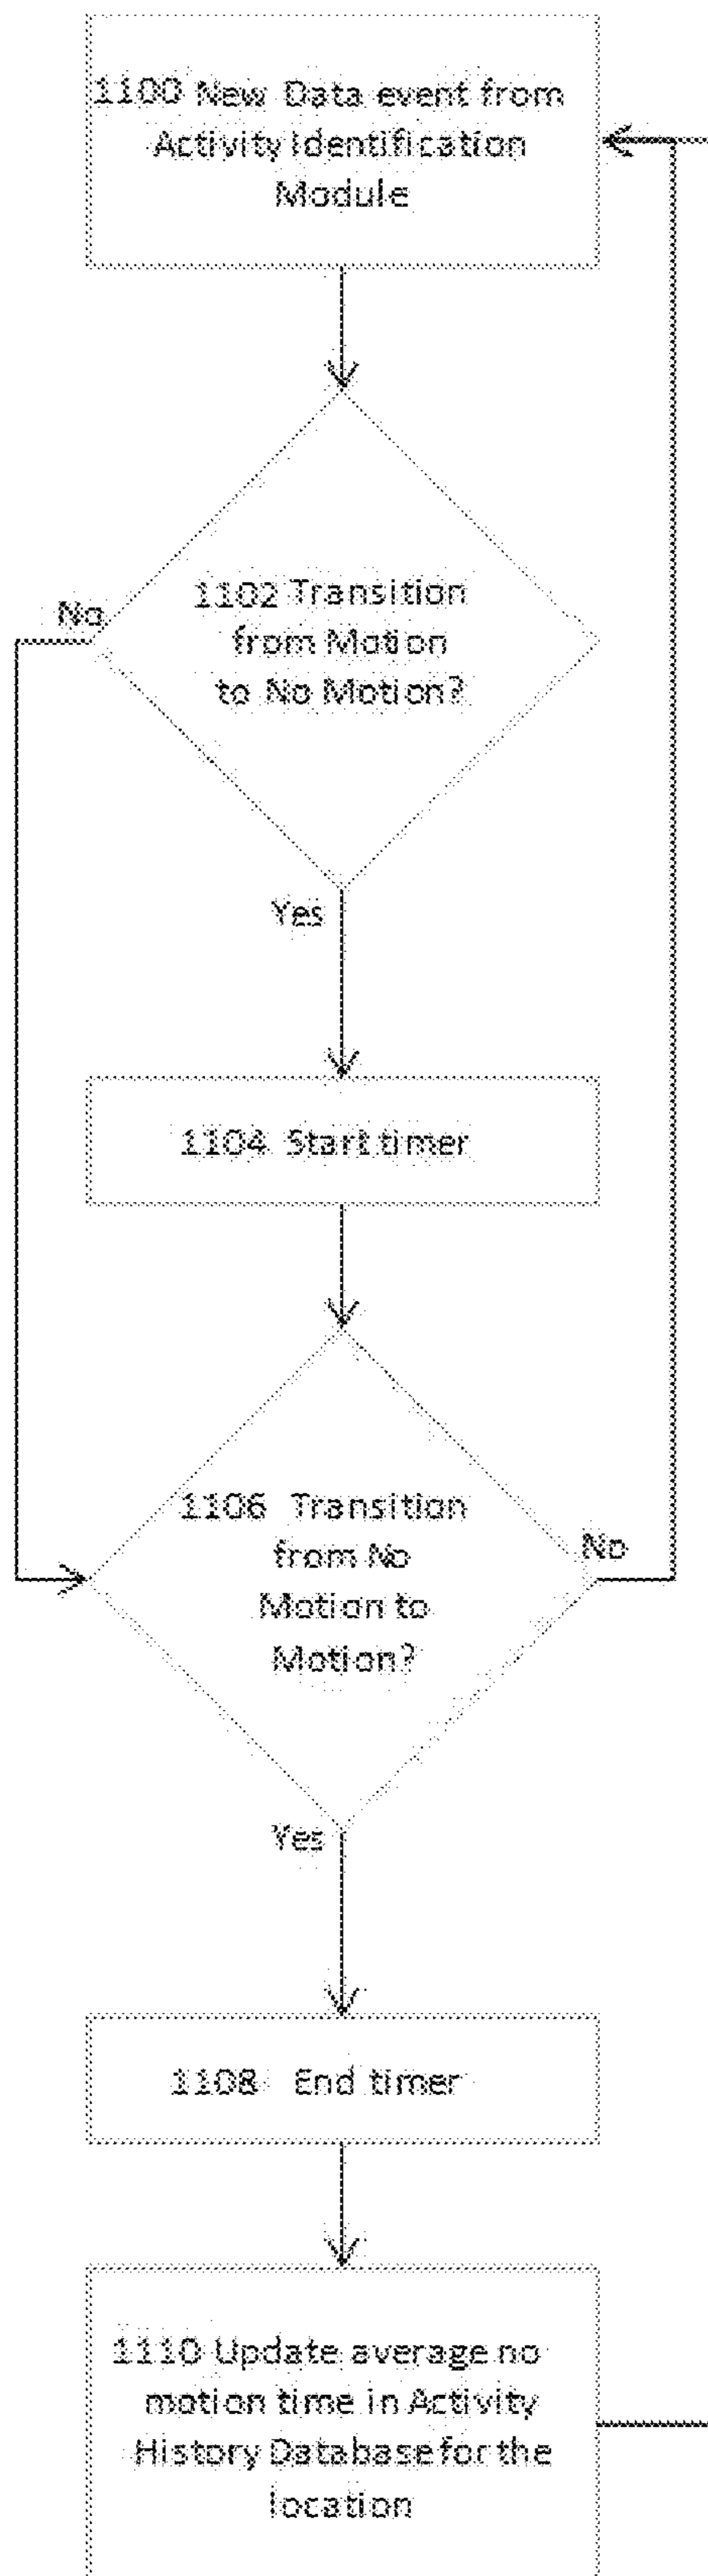 1100 New Data event from
Activity Identification
Module
No
1102 Transition
from Motion
to No Motion?
Yes
1104 Start timer
1106 Transition
from No
Motion to
Motion?
No
Yes
1108 End timer
1110 Update average no
motion time in Activity
History Database for the
location